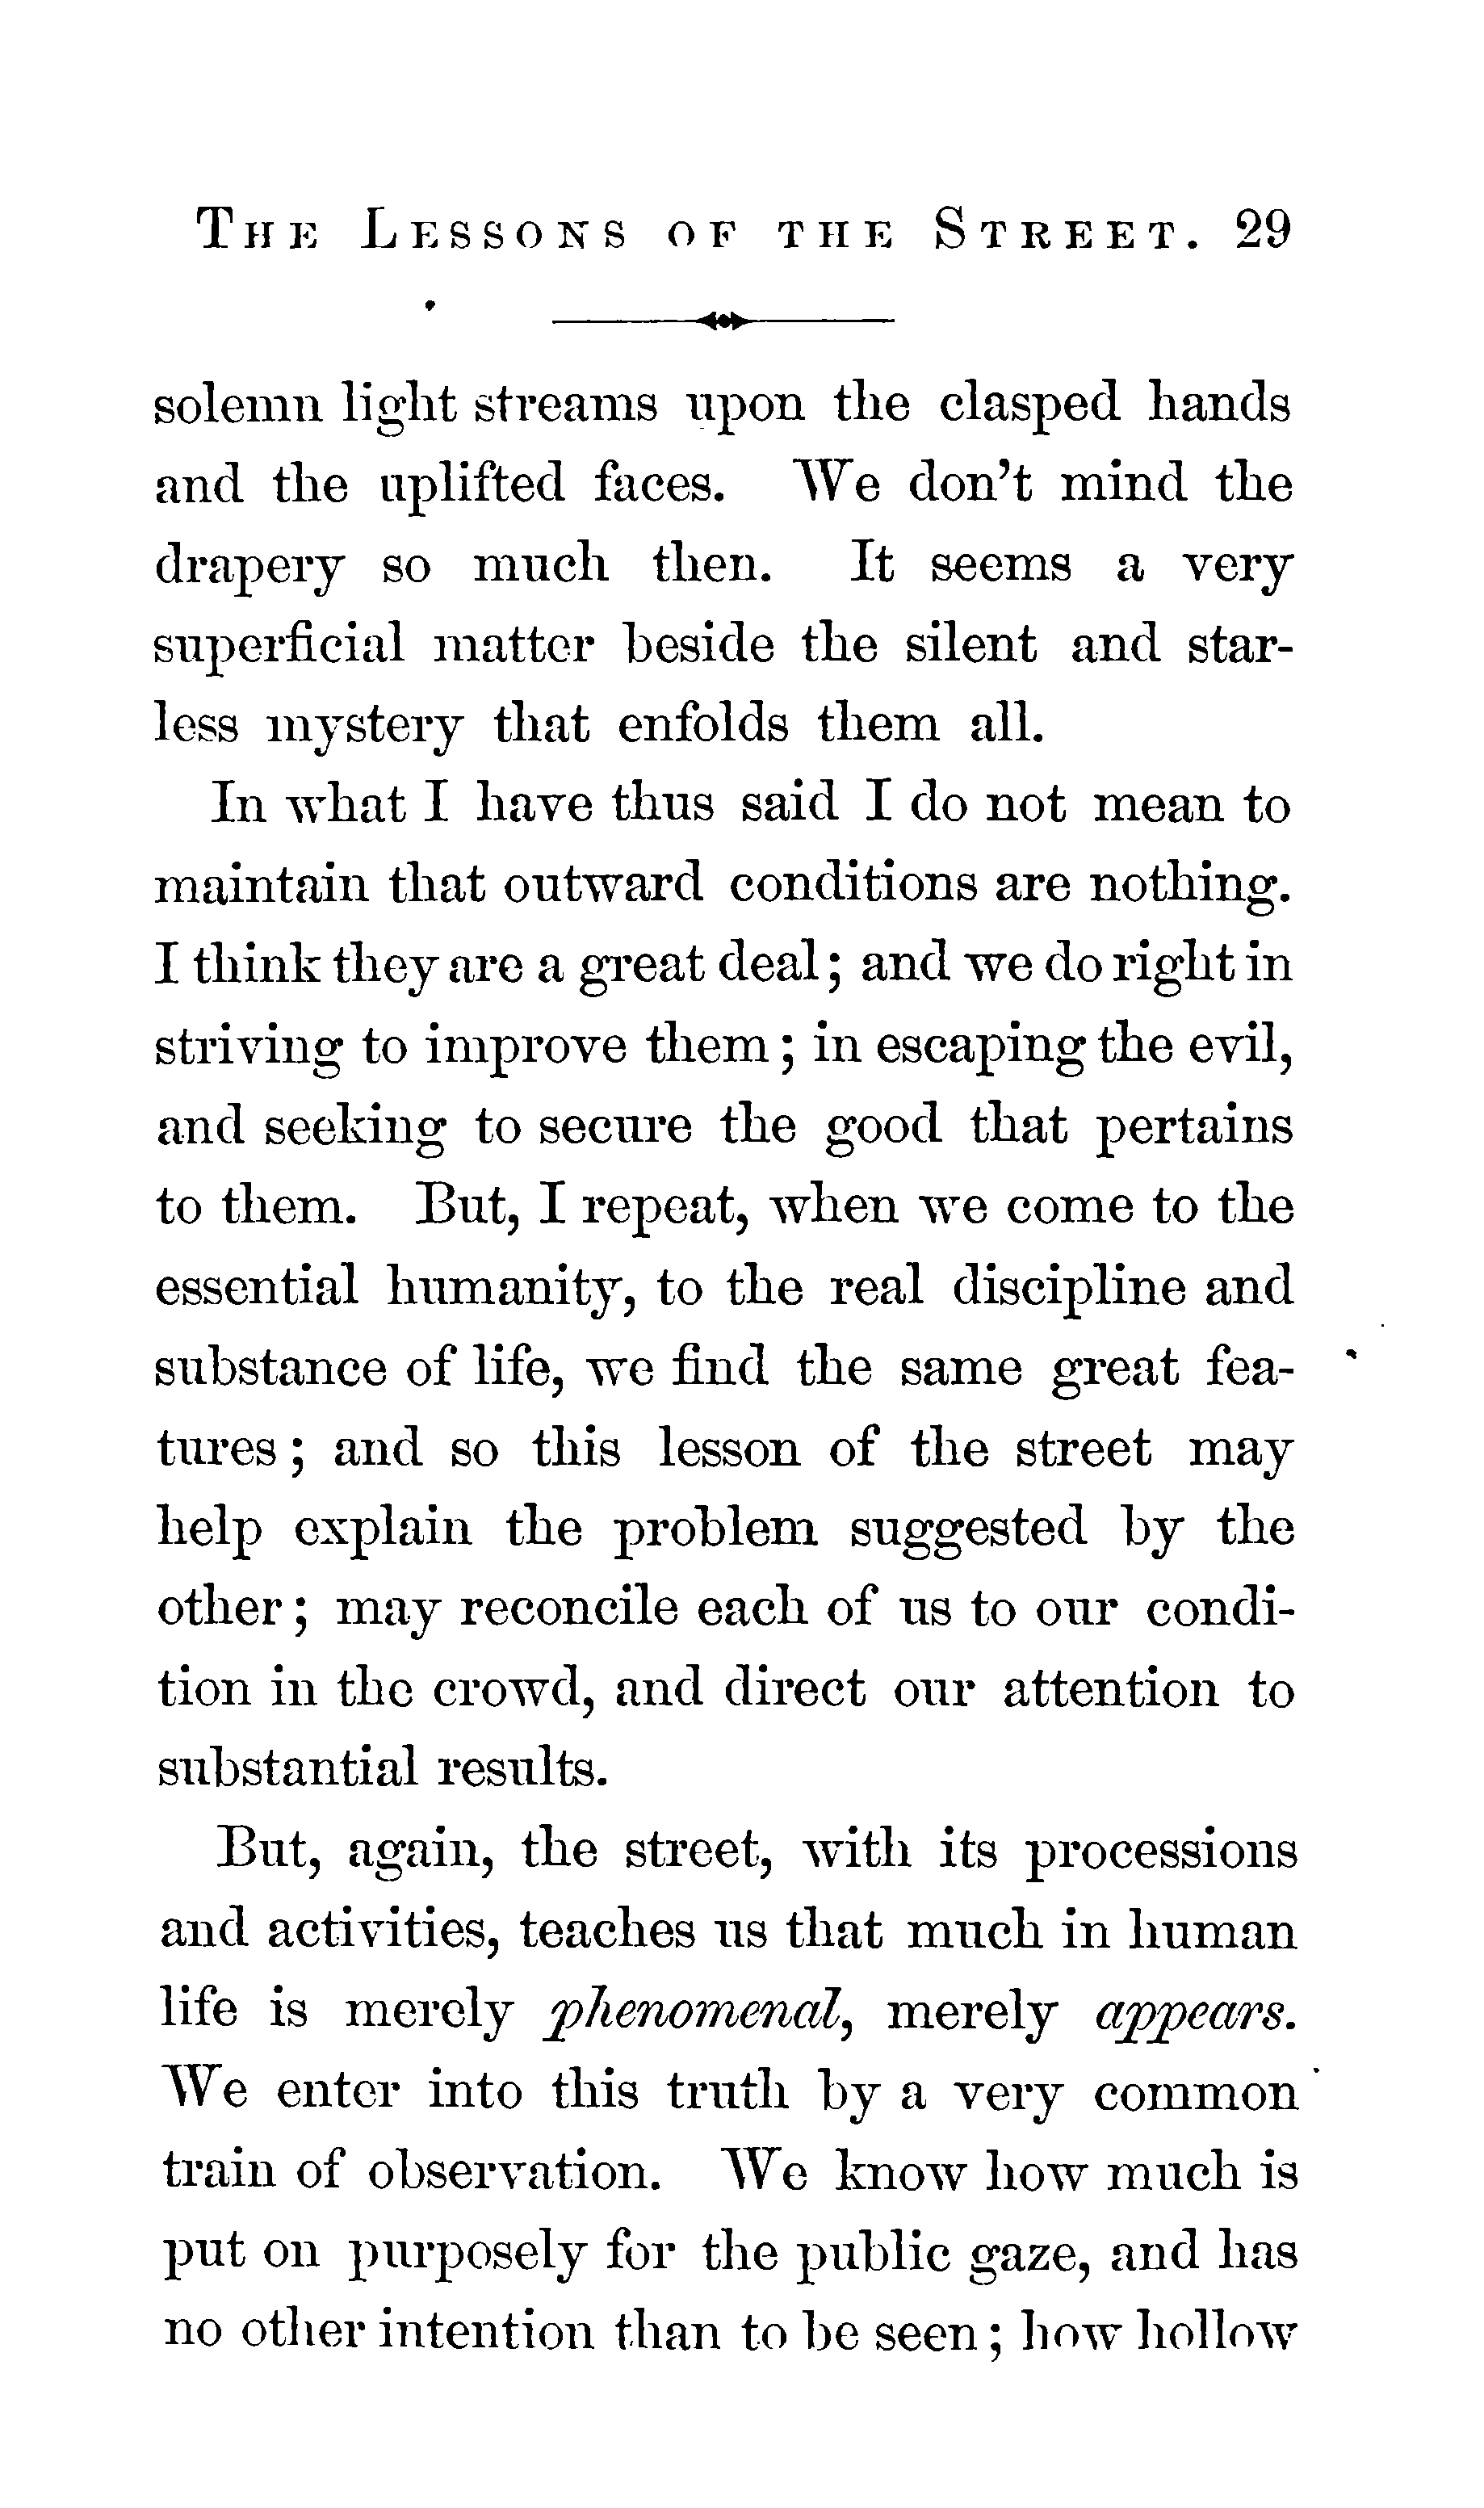 The Lessons of the Street. 29
solemn light streams upon the clasped hands
and the uplifted faces. We don't mind the
drapery so much then. It seems a very
superficial matter beside the silent and star-
less mystery that enfolds them all.
In what I have thus said I do not mean to
maintain that outward conditions are nothing.
I think they are a great deal; and we do right in
striving to improve them; in escaping the evil,
and seeking to secure the good that pertains
to them. But, I repeat, when we come to the
essential humanity, to the real discipline and
substance of life, we find the same great fea-
tures; and so this lesson of the street may
help explain the problem suggested by the
other; may reconcile each of us to our condi-
tion in the crowd, and direct our attention to
substantial results.
But, again, the street, with its processions
and activities, teaches us that much in human
life is merely phenomenal, merely appears.
We enter into this truth by a very common
train of observation. We know how much is
put on purposely for the public gaze, and has
no other intention than to be seen; how hollow